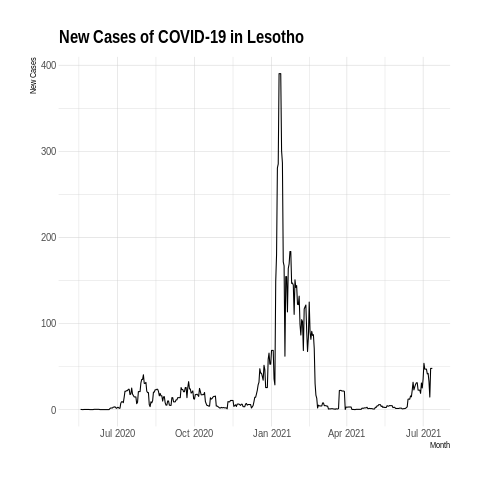 New Cases of COVID-19 in Lesotho
New Cases
400
300
200
100
0
Jul 2020
Oct 2020
Jan 2021
Apr 2021
Jul 2021
Month